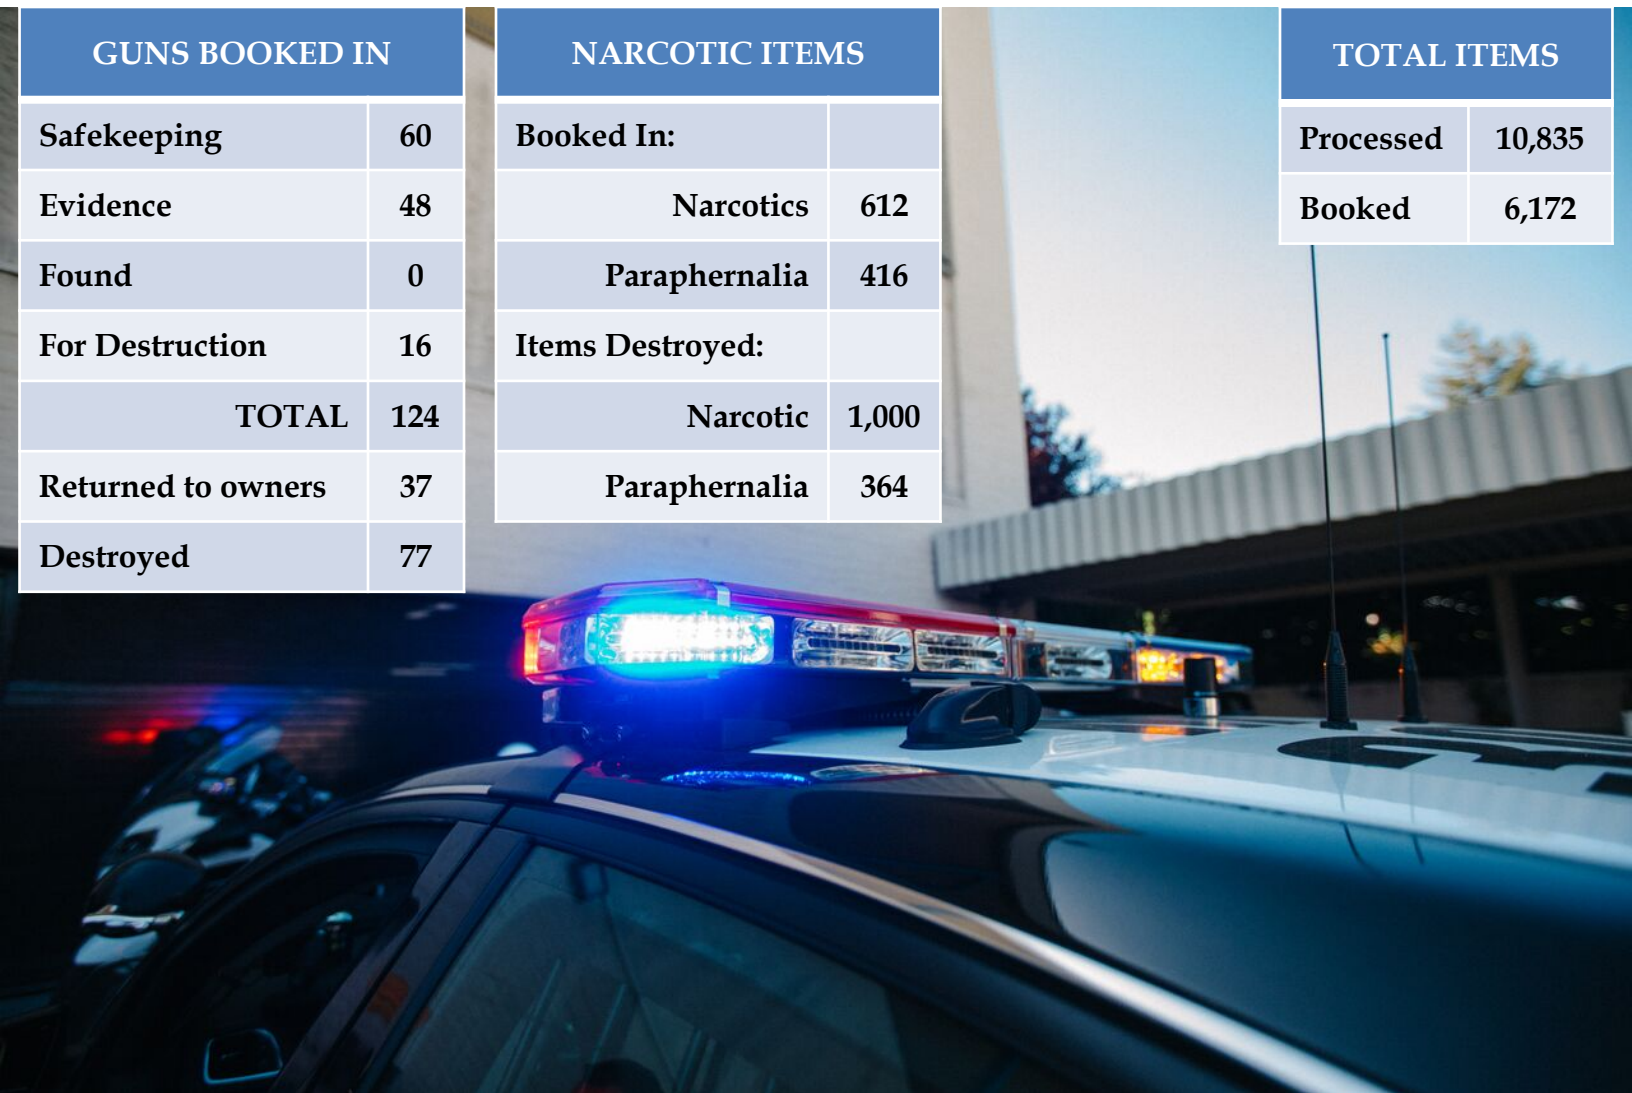 GUNS BOOKED IN
Safekeeping 60
Evidence 48
Found 0
For Destruction 16
TOTAL 124
Returned to owners 37
Destroyed 77
NARCOTIC ITEMS
Booked In:
Narcotics 612
Paraphernalia 416
Items Destroyed:
Narcotic 1,000
Paraphernalia 364
TOTAL ITEMS
Processed 10,835
Booked 6,172